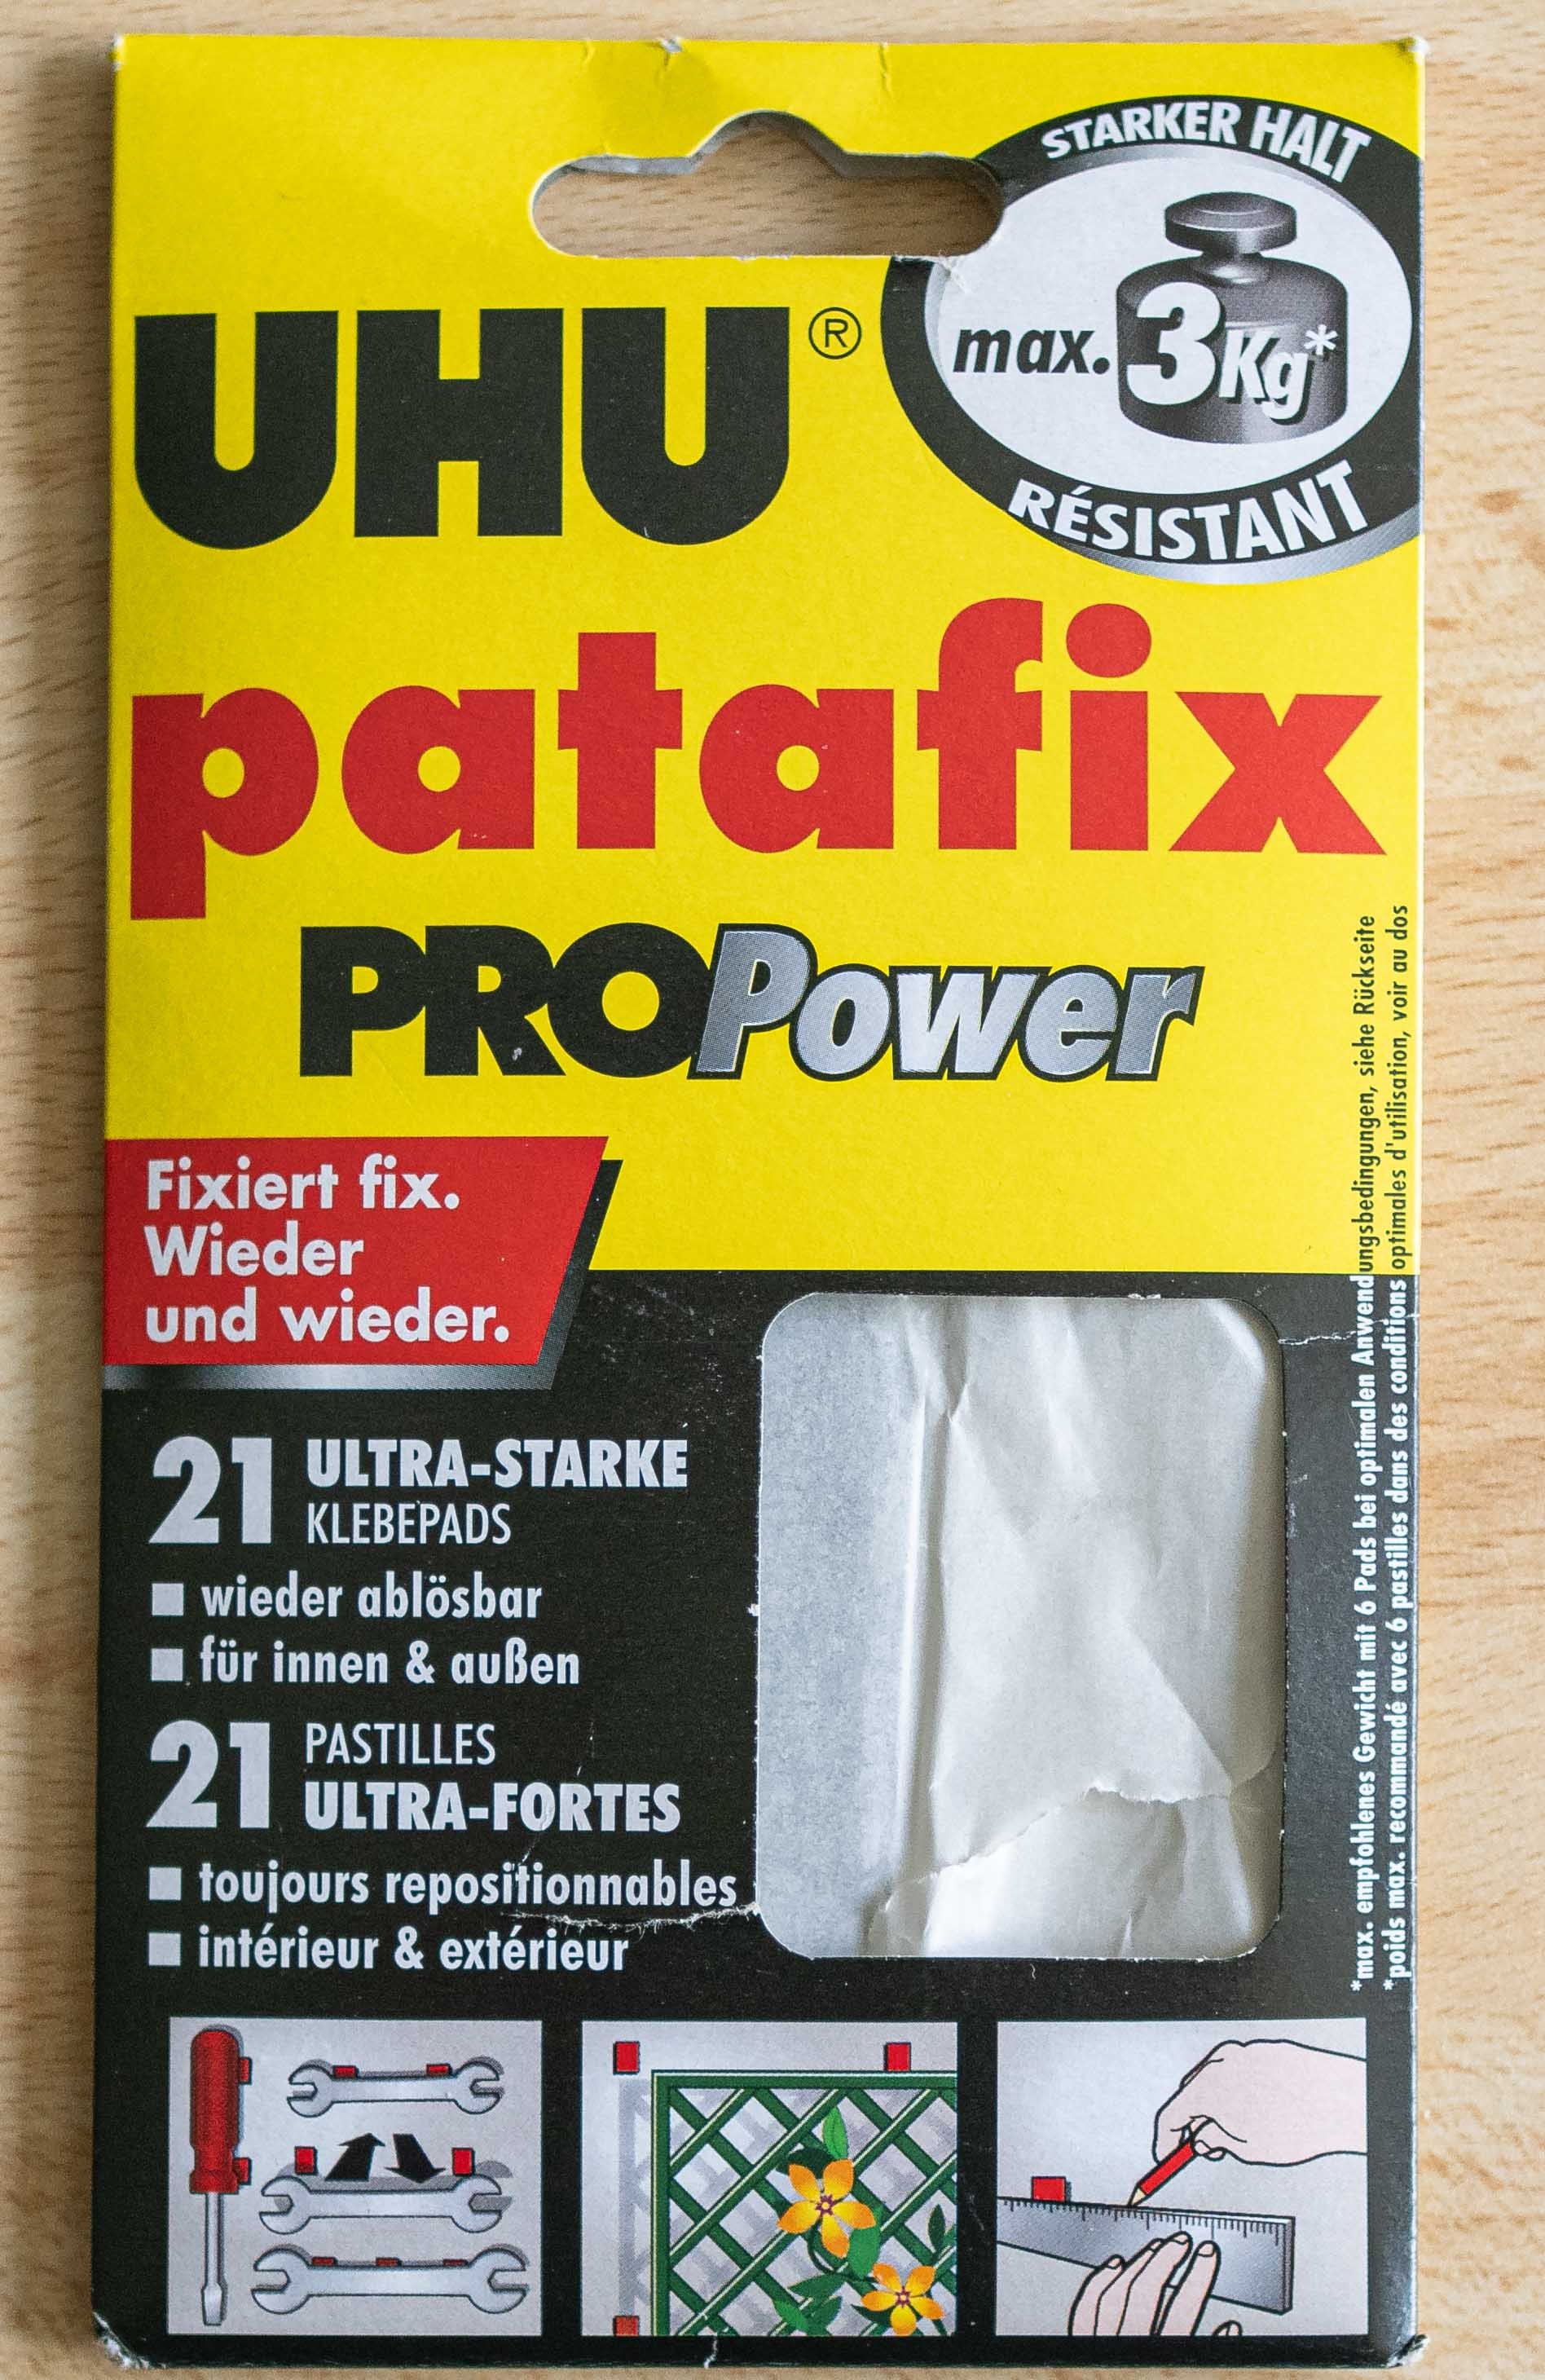 STARKER HALT
max. 3Kg*
RÉSISTANT
UHU®
patafix
PROPower
Fixiert fix.
Wieder
und wieder.
21 ULTRA-STARKE
KLEBEPADS
■ wieder ablösbar
■ für innen & außen
21 PASTILLES
ULTRA-FORTES
■ toujours repositionnables
■ intérieur & extérieur
*max. empfohlenes Gewicht mit 6 Pads bei optimalen Anwendungsbedingungen, siehe Rückseite
*poids max. recommandé avec 6 pastilles dans des conditions optimales d'utilisation, voir au dos